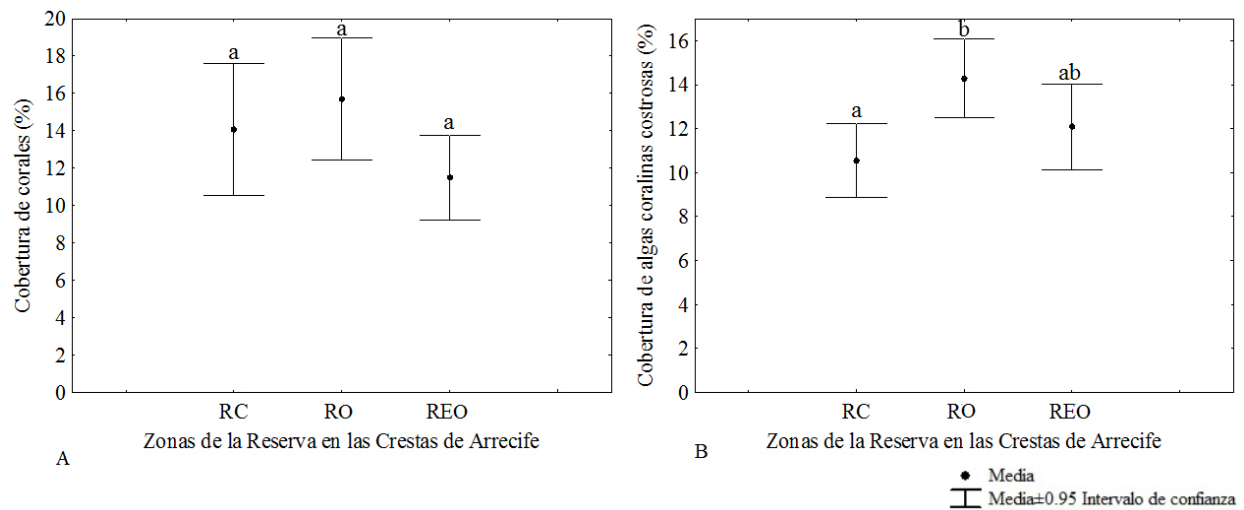 20
18
16
14
12
10
8
6
4
2
0
Cobertura de corales (%)
a
a
a
RC
RO
REO
Zonas de la Reserva en las Crestas de Arrecife
A
16
14
12
10
8
6
4
2
0
Cobertura de algas coralinas costrosas (%)
a
b
ab
RC
RO
REO
Zonas de la Reserva en las Crestas de Arrecife
B
Media
Media±0.95 Intervalo de confianza